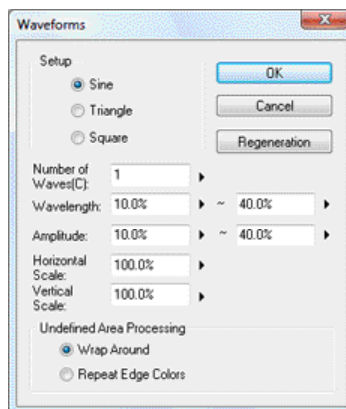 Waveforms
Setup
Sine
Triangle
Square
OK
Cancel
Regeneration
Number of
Waves(C):
1
Wavelength: 10.0% ~ 40.0%
Amplitude: 10.0% ~ 40.0%
Horizontal
Scale:
100.0%
Vertical
Scale:
100.0%
Undefined Area Processing
Wrap Around
Repeat Edge Colors